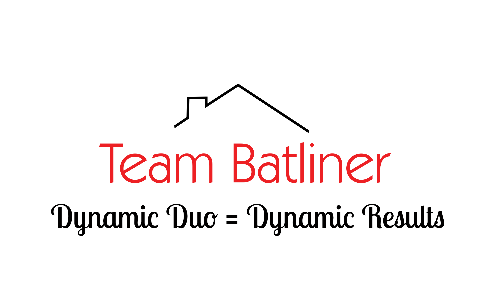 Team Batliner
Dynamic Duo = Dynamic Results